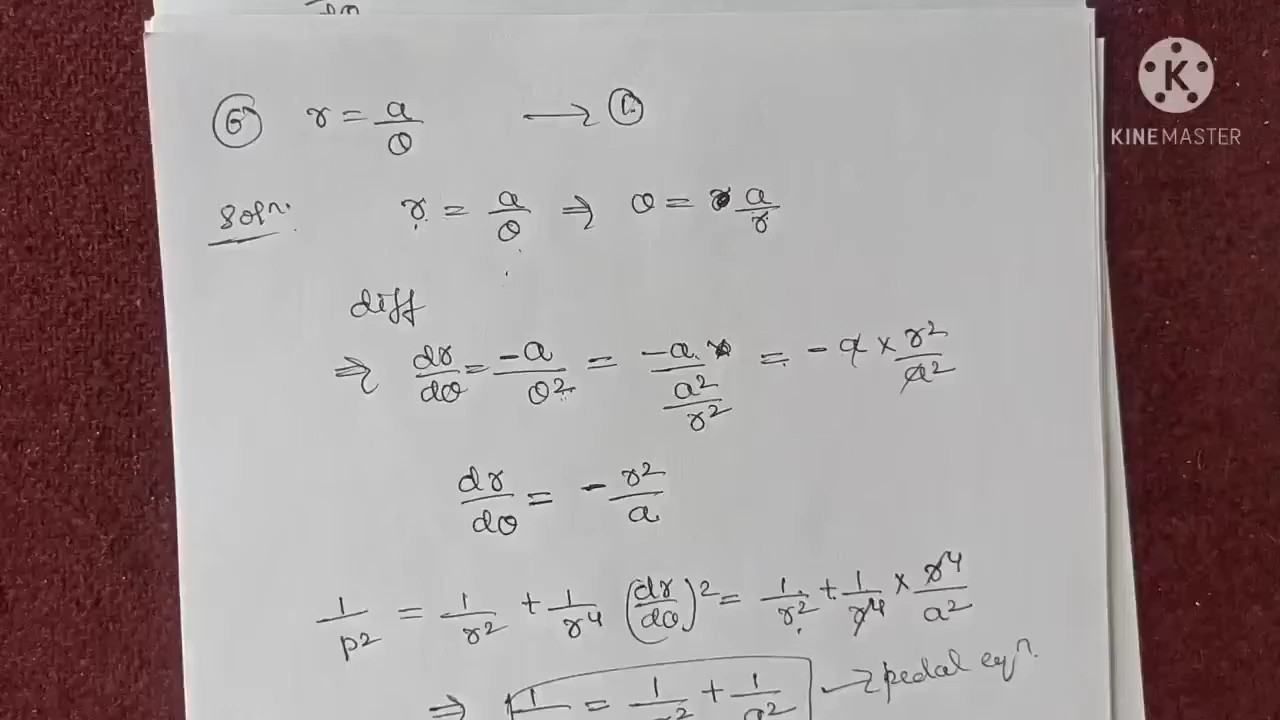 ⑥ r = a/θ → ①
Soln. r = a/θ ⇒ θ = a/r
diff
⇒ dr/dθ = -a/θ² = -a/(a²/r²) = -a × r²/a²
dr/dθ = - r²/a
1/p² = 1/r² + 1/r⁴ (dr/dθ)² = 1/r² + 1/r⁴ × r⁴/a²
⇒ 1 = 1/r² + 1/a² → pedal eqn.
K
KINEMASTER